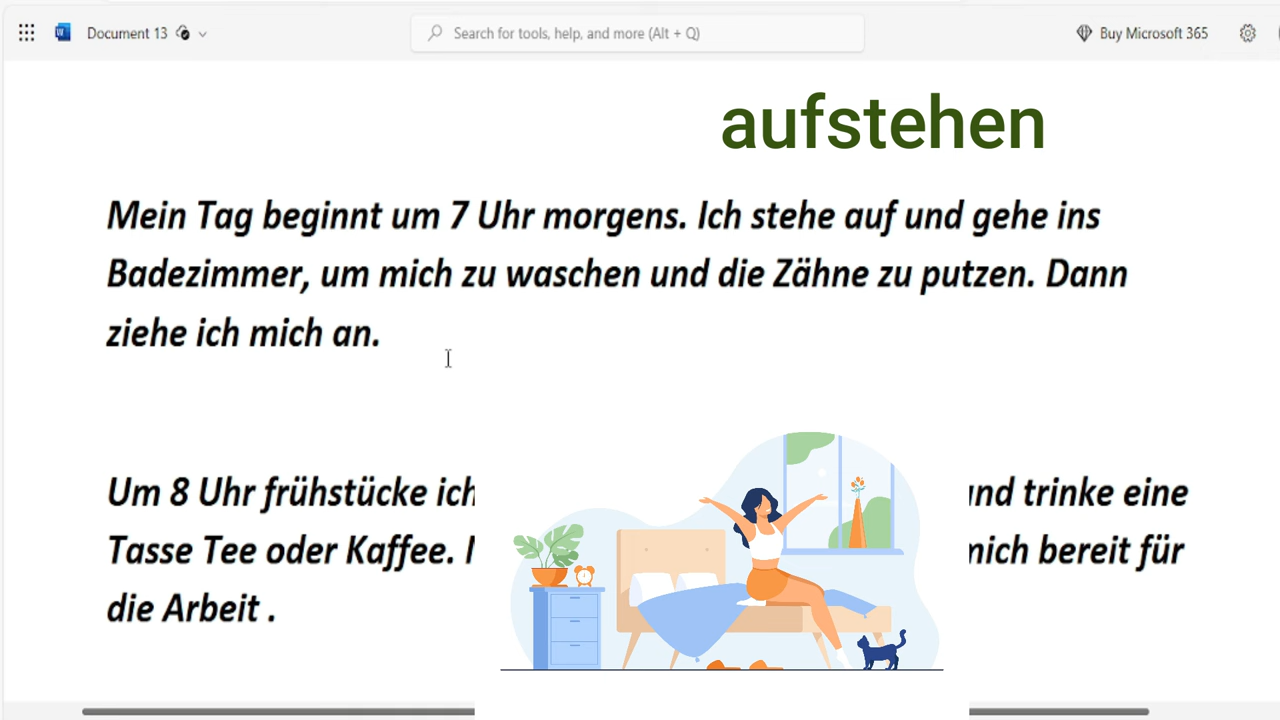 Document 13
Search for tools, help, and more (Alt + Q)
Buy Microsoft 365
aufstehen
Mein Tag beginnt um 7 Uhr morgens. Ich stehe auf und gehe ins
Badezimmer, um mich zu waschen und die Zähne zu putzen. Dann
ziehe ich mich an.
Um 8 Uhr frühstücke ich und trinke eine
Tasse Tee oder Kaffee. mich bereit für
die Arbeit .